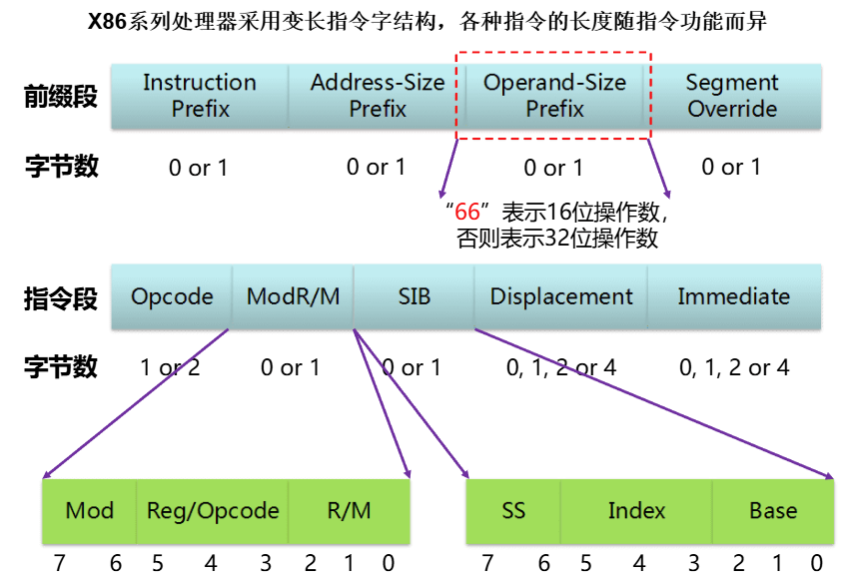 X86系列处理器采用变长指令字结构，各种指令的长度随指令功能而异
前缀段 Instruction Prefix Address-Size Prefix Operand-Size Prefix Segment Override
字节数 0 or 1 0 or 1 0 or 1 0 or 1
“66”表示16位操作数，
否则表示32位操作数
指令段 Opcode ModR/M SIB Displacement Immediate
字节数 1 or 2 0 or 1 0 or 1 0, 1, 2 or 4 0, 1, 2 or 4
Mod Reg/Opcode R/M SS Index Base
7 6 5 4 3 2 1 0 7 6 5 4 3 2 1 0